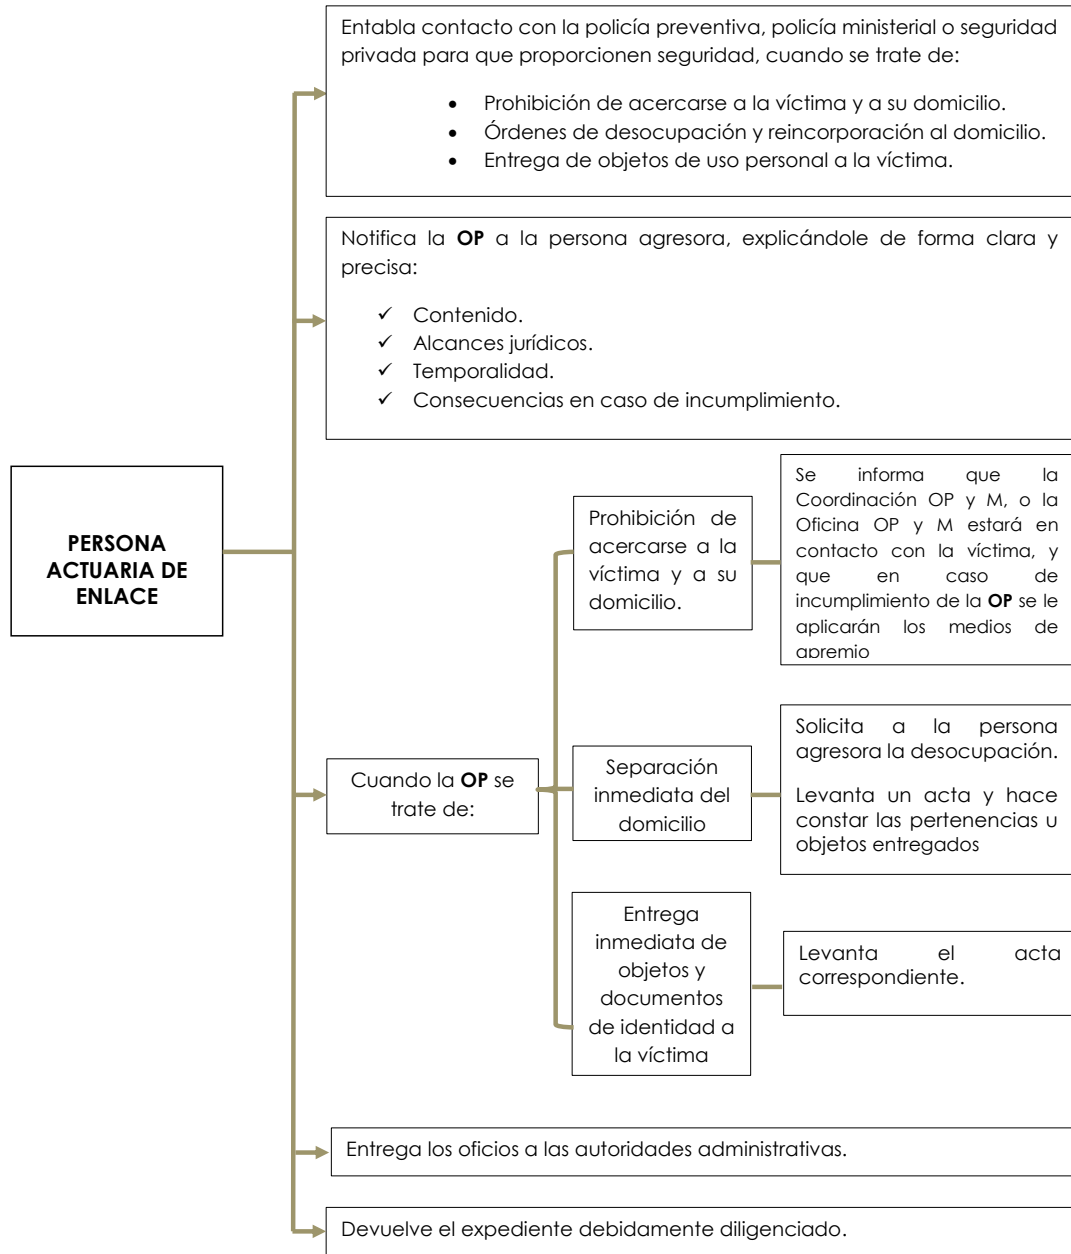 Entabla contacto con la policía preventiva, policía ministerial o seguridad
privada para que proporcionen seguridad, cuando se trate de:
• Prohibición de acercarse a la víctima y a su domicilio.
• Órdenes de desocupación y reincorporación al domicilio.
• Entrega de objetos de uso personal a la víctima.
Notifica la OP a la persona agresora, explicándole de forma clara y
precisa:
✓ Contenido.
✓ Alcances jurídicos.
✓ Temporalidad.
✓ Consecuencias en caso de incumplimiento.
PERSONA
ACTUARIA DE
ENLACE
Cuando la OP se
trate de:
Prohibición de
acercarse a la
víctima y a su
domicilio.
Se informa que la
Coordinación OP y M, o la
Oficina OP y M estará en
contacto con la víctima, y
que en caso de
incumplimiento de la OP se le
aplicarán los medios de
apremio
Separación
inmediata del
domicilio
Solicita a la persona
agresora la desocupación.
Levanta un acta y hace
constar las pertenencias u
objetos entregados
Entrega
inmediata de
objetos y
documentos
de identidad a
la víctima
Levanta el acta
correspondiente.
Entrega los oficios a las autoridades administrativas.
Devuelve el expediente debidamente diligenciado.